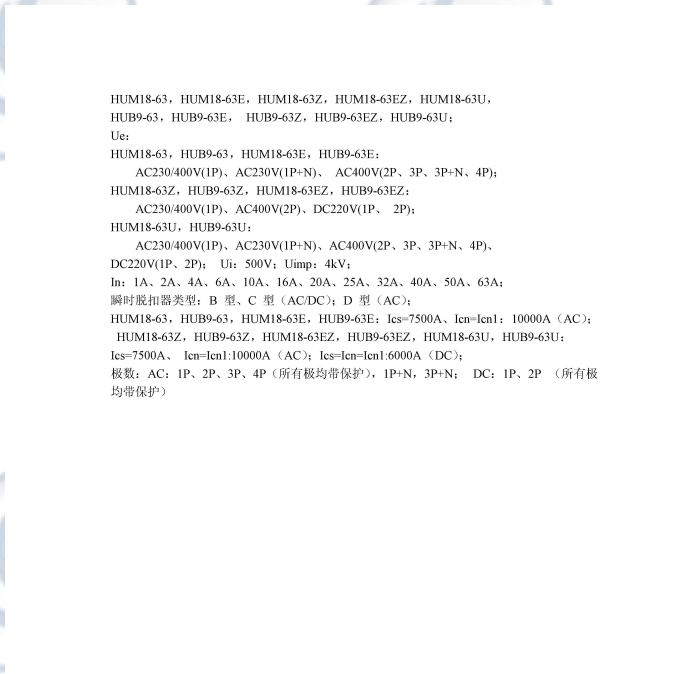 HUM18-63，HUM18-63E，HUM18-63Z，HUM18-63EZ，HUM18-63U，
HUB9-63，HUB9-63E， HUB9-63Z，HUB9-63EZ，HUB9-63U；
Ue：
HUM18-63，HUB9-63，HUM18-63E，HUB9-63E：
AC230/400V(1P)、AC230V(1P+N)、 AC400V(2P、3P、3P+N、4P)；
HUM18-63Z，HUB9-63Z，HUM18-63EZ，HUB9-63EZ：
AC230/400V(1P)、AC400V(2P)、DC220V(1P、 2P)；
HUM18-63U，HUB9-63U：
AC230/400V(1P)、AC230V(1P+N)、AC400V(2P、3P、3P+N、4P)、
DC220V(1P、2P)； Ui：500V；Uimp：4kV；
In：1A、2A、4A、6A、10A、16A、20A、25A、32A、40A、50A、63A；
瞬时脱扣器类型：B 型、C 型（AC/DC）；D 型（AC）；
HUM18-63，HUB9-63，HUM18-63E，HUB9-63E：Ics=7500A、Icn=Icn1：10000A（AC）；
HUM18-63Z，HUB9-63Z，HUM18-63EZ，HUB9-63EZ，HUM18-63U，HUB9-63U：
Ics=7500A、 Icn=Icn1:10000A（AC）；Ics=Icn=Icn1:6000A（DC）；
极数：AC：1P、2P、3P、4P（所有极均带保护），1P+N，3P+N； DC：1P、2P （所有极
均带保护）